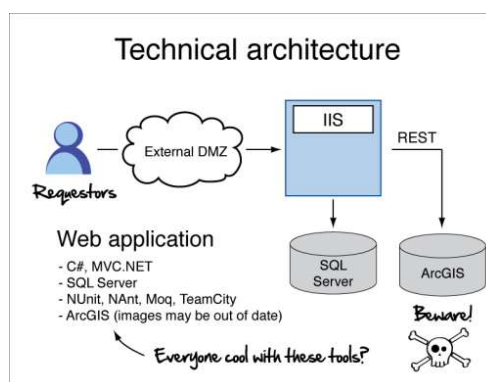 Technical architecture
IIS
REST
External DMZ
Requestors
SQL
Server
ArcGIS
Web application
- C#, MVC.NET
- SQL Server
- NUnit, NAnt, Moq, TeamCity
- ArcGIS (images may be out of date)
Beware!
Everyone cool with these tools?